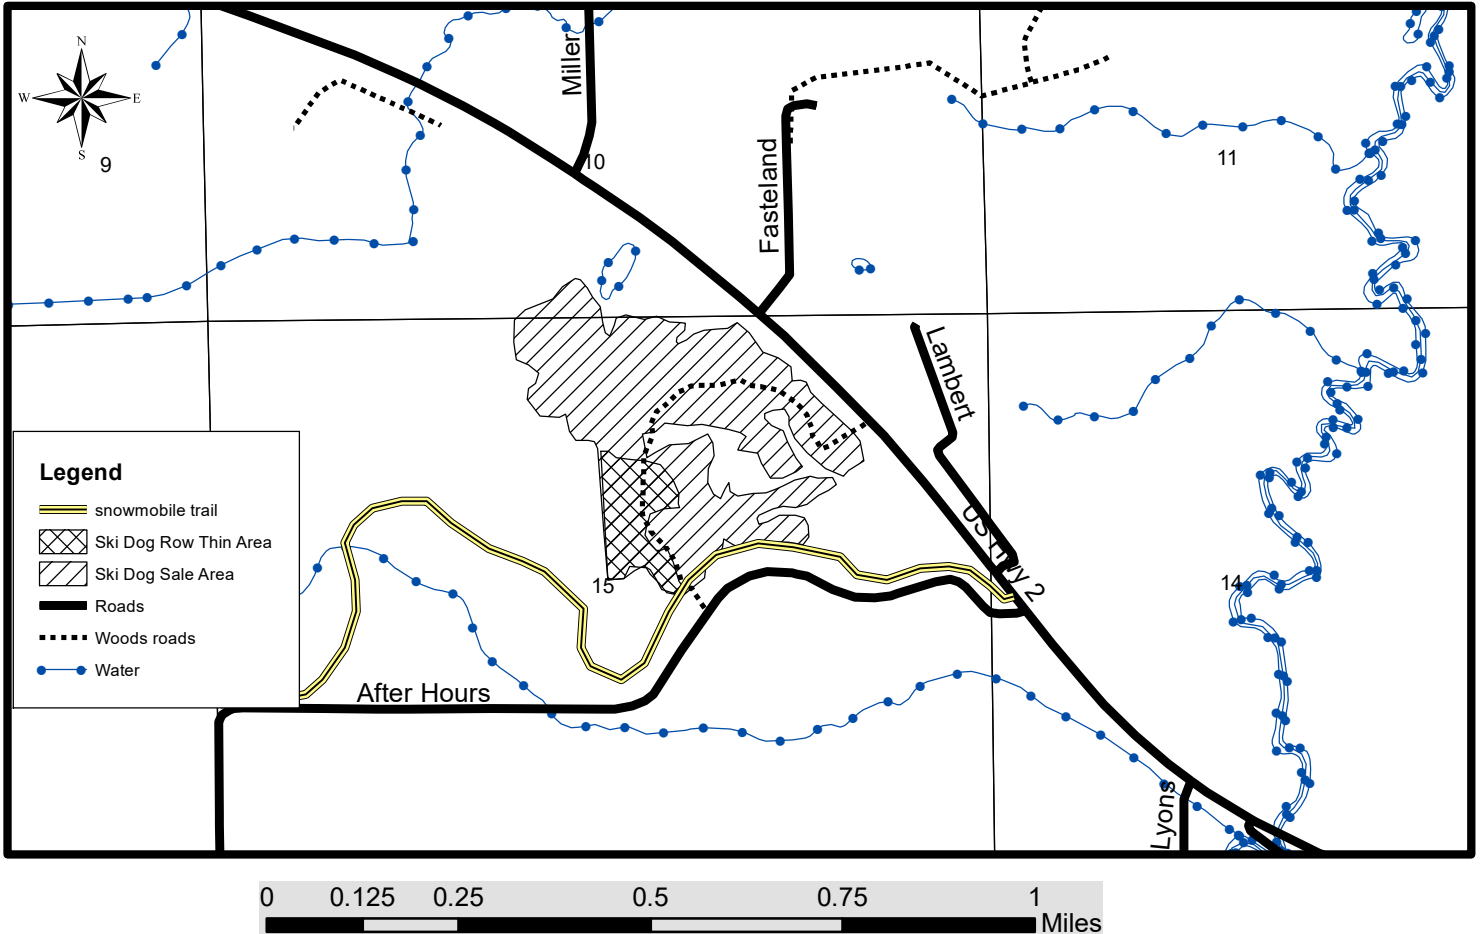 N
W E
S
9
10
11
Miller
Fasteland
Lambert
US Hwy 2
15
14
After Hours
Lyons
Legend
snowmobile trail
Ski Dog Row Thin Area
Ski Dog Sale Area
Roads
Woods roads
Water
0 0.125 0.25 0.5 0.75 1
Miles